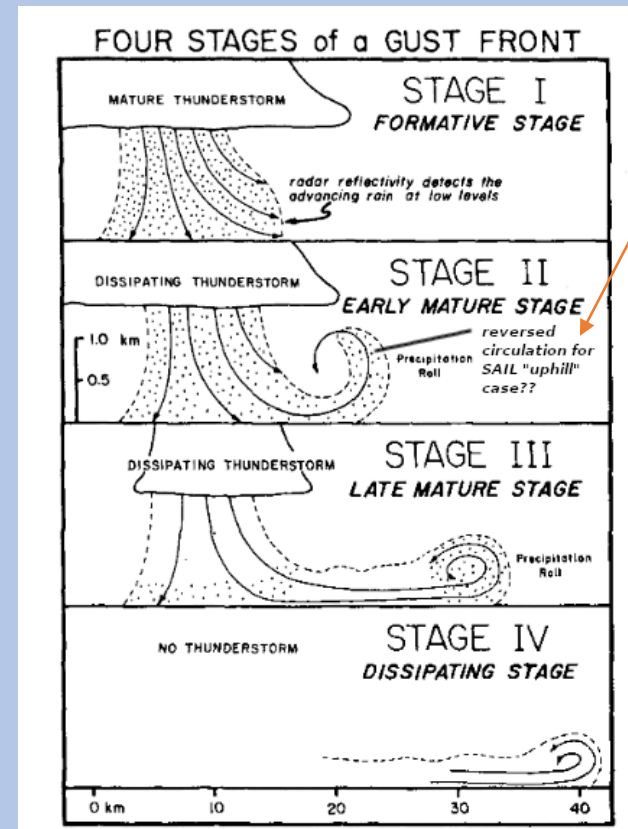 FOUR STAGES of a GUST FRONT
MATURE THUNDERSTORM
STAGE I
FORMATIVE STAGE
radar reflectivity detects the
advancing rain at low levels
DISSIPATING THUNDERSTORM
STAGE II
EARLY MATURE STAGE
1.0 km
0.5
Precipitation
Roll
reversed
circulation for
SAIL "uphill"
case??
DISSIPATING THUNDERSTORM
STAGE III
LATE MATURE STAGE
Precipitation
Roll
NO THUNDERSTORM
STAGE IV
DISSIPATING STAGE
0 km 10 20 30 40